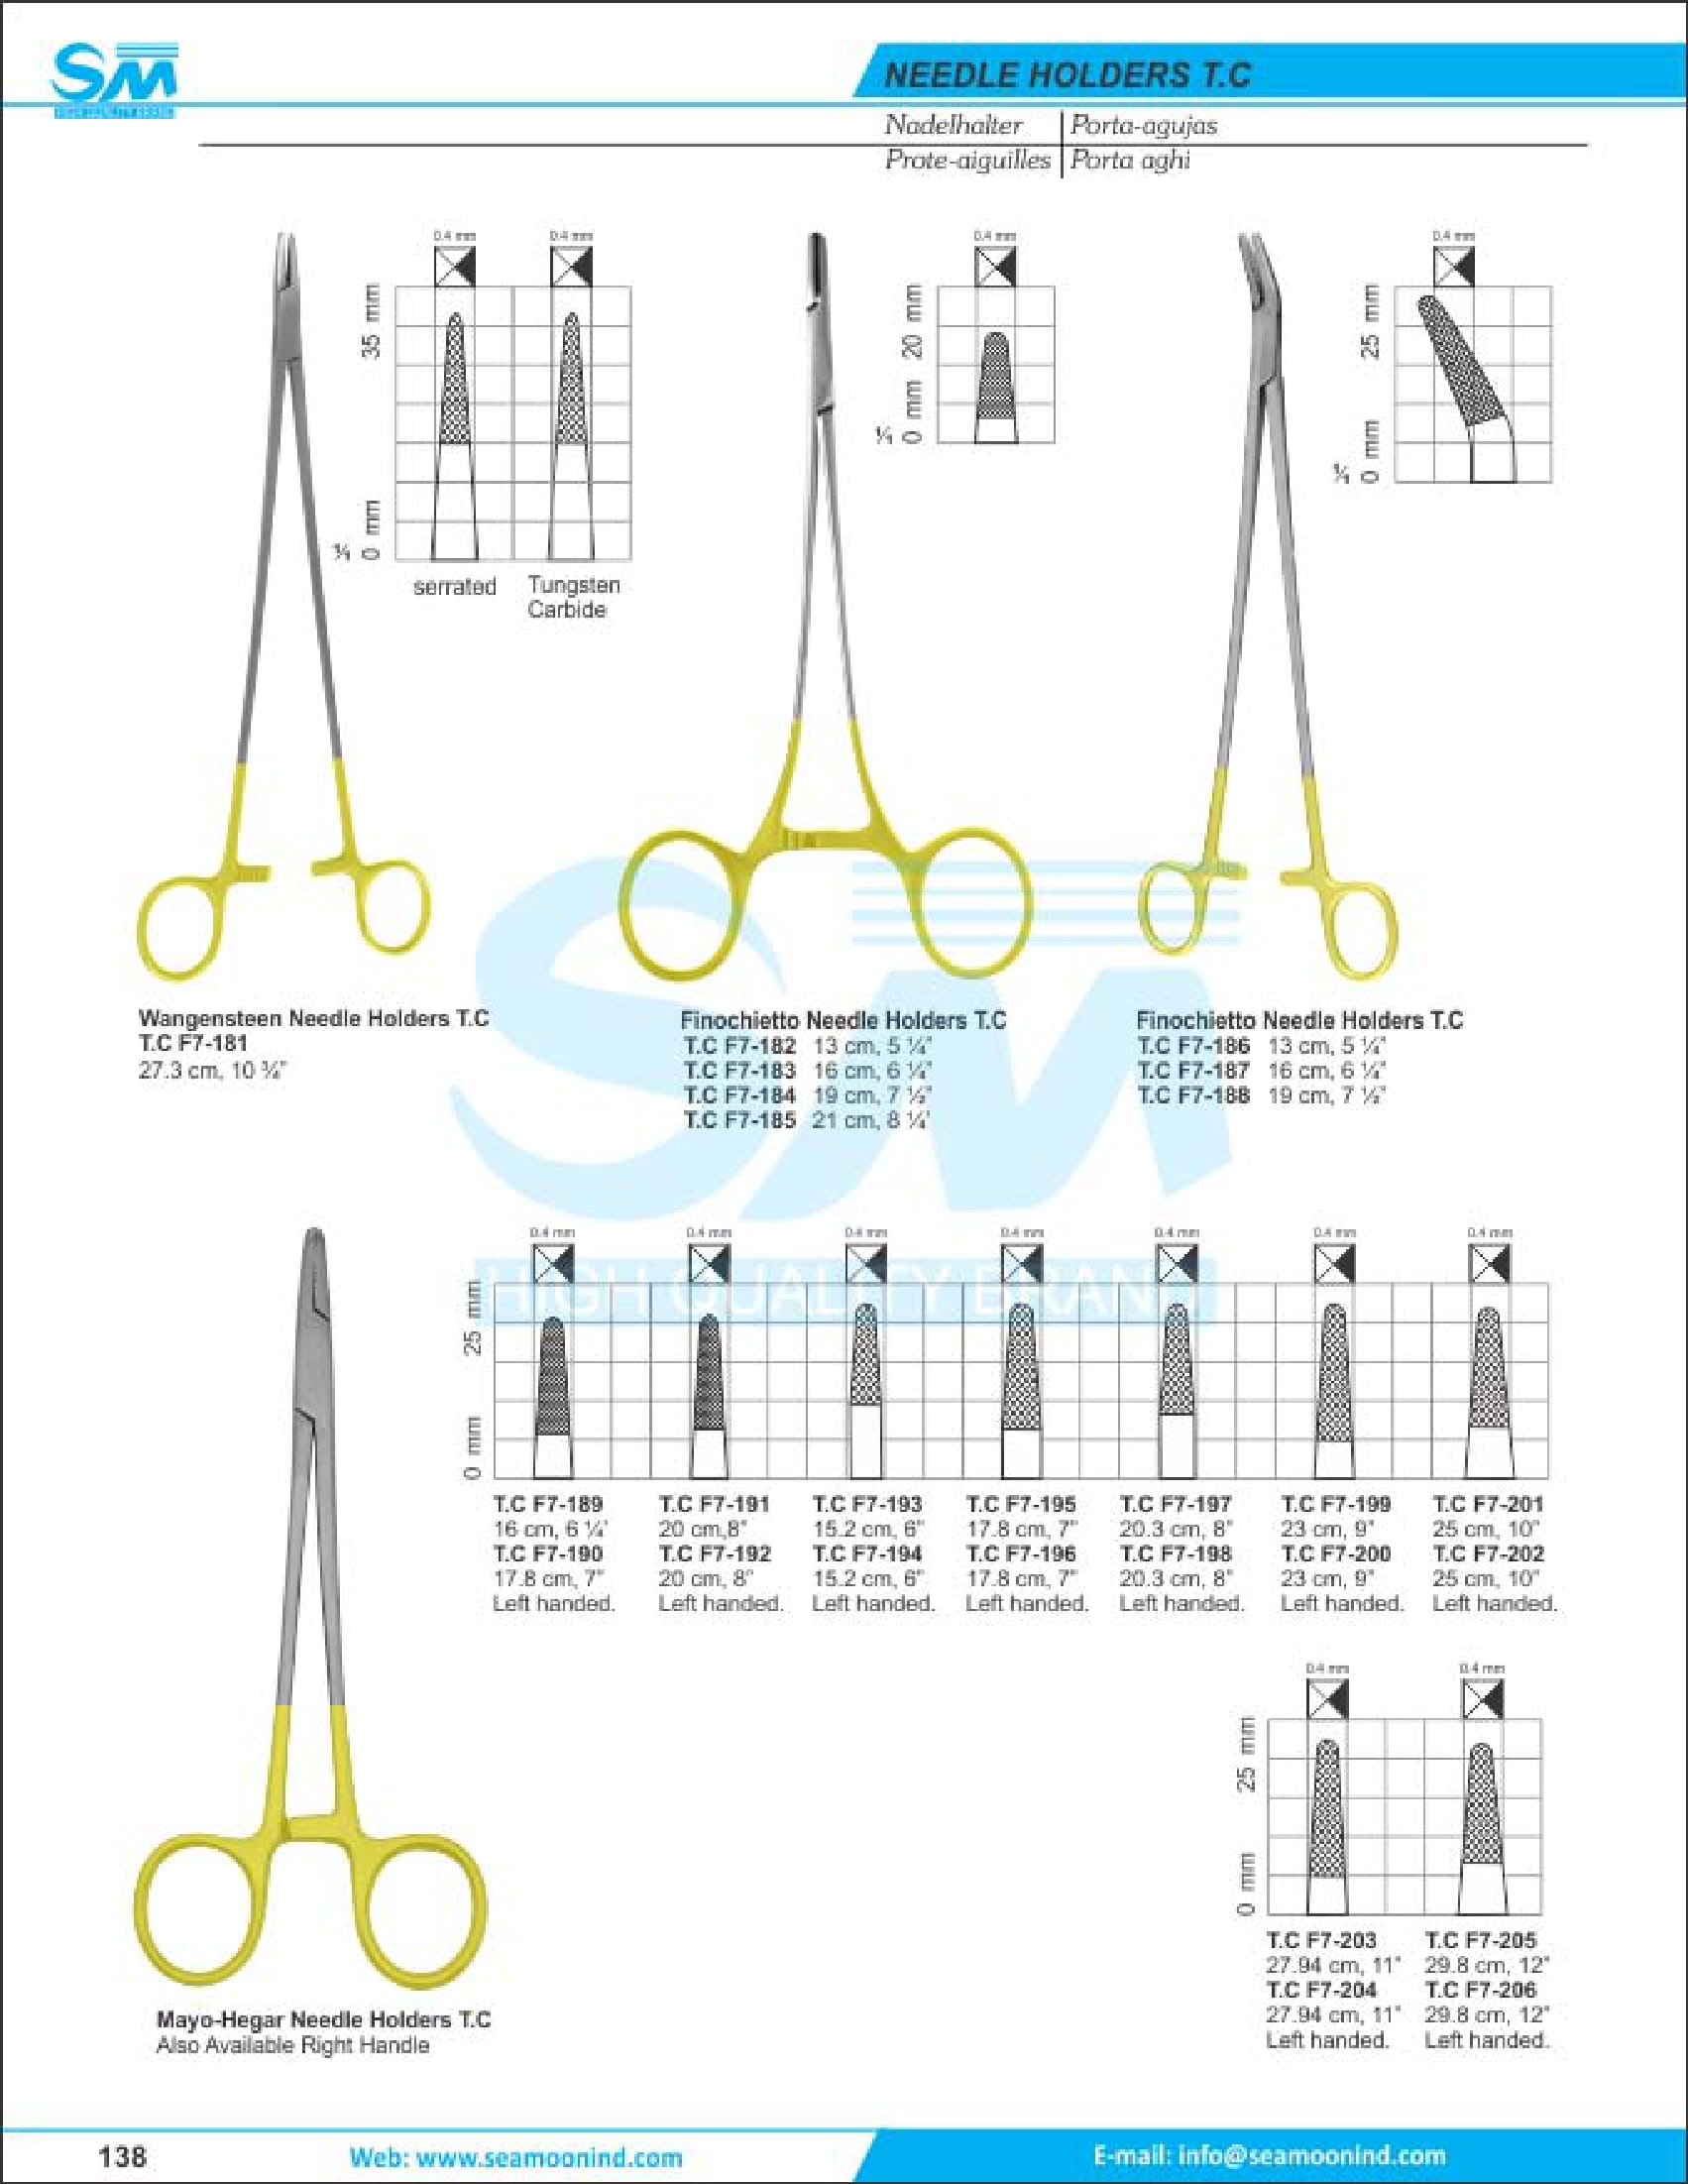 SM
NEEDLE HOLDERS T.C
Nadelhalter
Porta-agujas
Prote-aiguilles
Porta aghi
0.4 mm
0.4 mm
35 mm
0 mm
serrated
Tungsten
Carbide
0.4 mm
20 mm
0 mm
0.4 mm
25 mm
0 mm
Wangensteen Needle Holders T.C
T.C F7-181
27.3 cm, 10 ¾"
Finochietto Needle Holders T.C
T.C F7-182 13 cm, 5 ¼"
T.C F7-183 16 cm, 6 ¼"
T.C F7-184 19 cm, 7 ½"
T.C F7-185 21 cm, 8 ¼'
Finochietto Needle Holders T.C
T.C F7-186 13 cm, 5 ¼"
T.C F7-187 16 cm, 6 ¼"
T.C F7-188 19 cm, 7 ½"
SM
HIGH QUALITY BRAND
0.4 mm
0.4 mm
0.4 mm
0.4 mm
0.4 mm
0.4 mm
0.4 mm
25 mm
0 mm
T.C F7-189
16 cm, 6 ¼'
T.C F7-190
17.8 cm, 7"
Left handed.
T.C F7-191
20 cm,8"
T.C F7-192
20 cm, 8"
Left handed.
T.C F7-193
15.2 cm, 6"
T.C F7-194
15.2 cm, 6"
Left handed.
T.C F7-195
17.8 cm, 7"
T.C F7-196
17.8 cm, 7"
Left handed.
T.C F7-197
20.3 cm, 8"
T.C F7-198
20.3 cm, 8"
Left handed.
T.C F7-199
23 cm, 9"
T.C F7-200
23 cm, 9"
Left handed.
T.C F7-201
25 cm, 10"
T.C F7-202
25 cm, 10"
Left handed.
0.4 mm
0.4 mm
25 mm
0 mm
T.C F7-203
27.94 cm, 11"
T.C F7-204
27.94 cm, 11"
Left handed.
T.C F7-205
29.8 cm, 12"
T.C F7-206
29.8 cm, 12"
Left handed.
Mayo-Hegar Needle Holders T.C
Also Available Right Handle
138
Web: www.seamoonind.com
E-mail: info@seamoonind.com